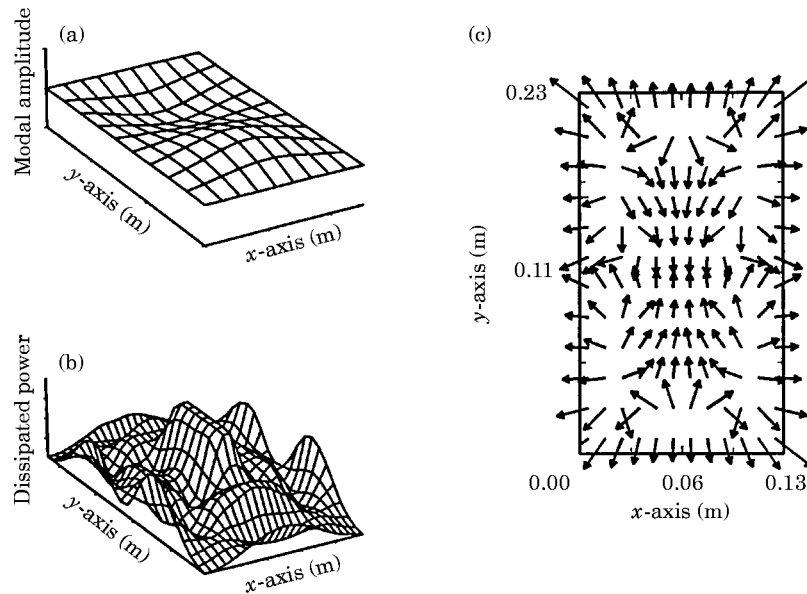 (a)
Modal amplitude
y-axis (m)
x-axis (m)
(b)
Dissipated power
y-axis (m)
x-axis (m)
(c)
0.23
0.11
y-axis (m)
0.00
0.06
0.13
x-axis (m)